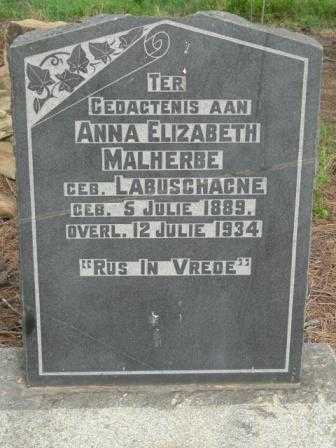 TER
GEDACTENIS AAN
ANNA ELIZABETH
MALHERBE
GEB. LABUSCHAGNE
GEB. 5 JULIE 1889.
OVERL. 12 JULIE 1934
"RUS IN VREDE"